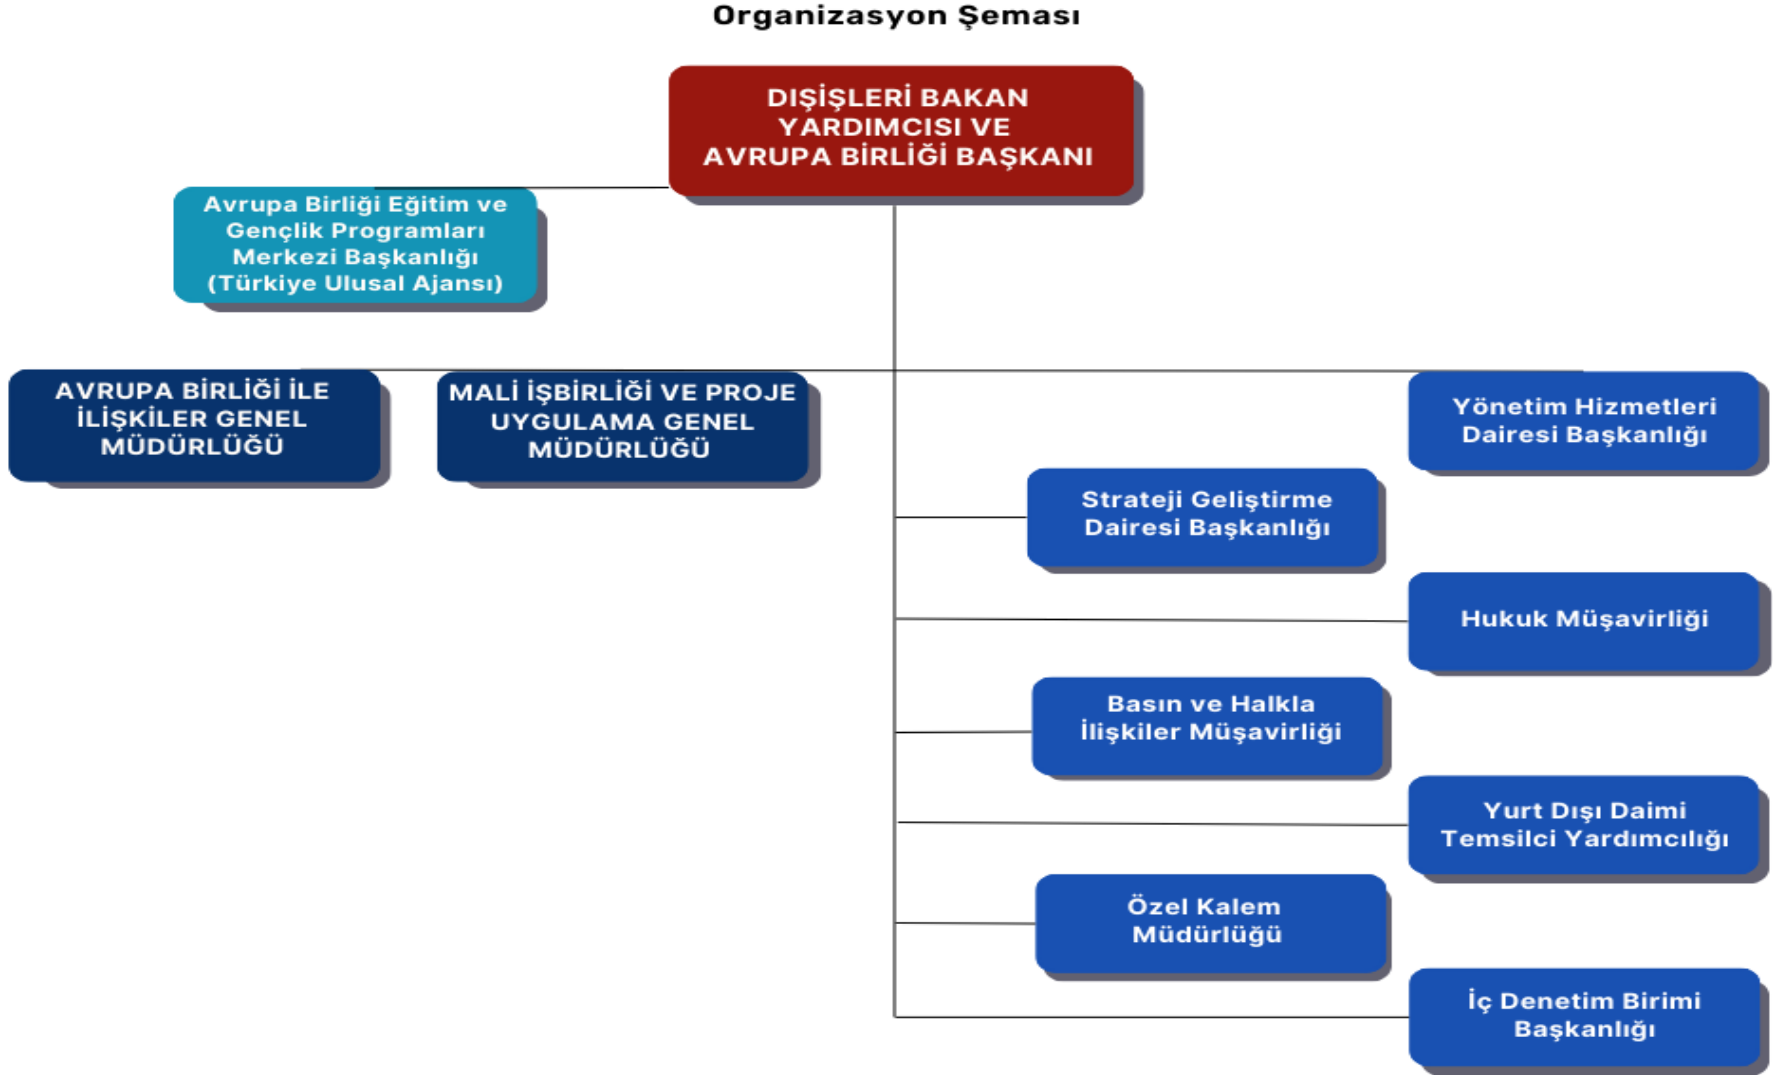 Organizasyon Şeması
DIŞİŞLERİ BAKAN
YARDIMCISI VE
AVRUPA BİRLİĞİ BAŞKANI
Avrupa Birliği Eğitim ve
Gençlik Programları
Merkezi Başkanlığı
(Türkiye Ulusal Ajansı)
AVRUPA BİRLİĞİ İLE
İLİŞKİLER GENEL
MÜDÜRLÜĞÜ
MALİ İŞBİRLİĞİ VE PROJE
UYGULAMA GENEL
MÜDÜRLÜĞÜ
Yönetim Hizmetleri
Dairesi Başkanlığı
Strateji Geliştirme
Dairesi Başkanlığı
Hukuk Müşavirliği
Basın ve Halkla
İlişkiler Müşavirliği
Yurt Dışı Daimi
Temsilci Yardımcılığı
Özel Kalem
Müdürlüğü
İç Denetim Birimi
Başkanlığı